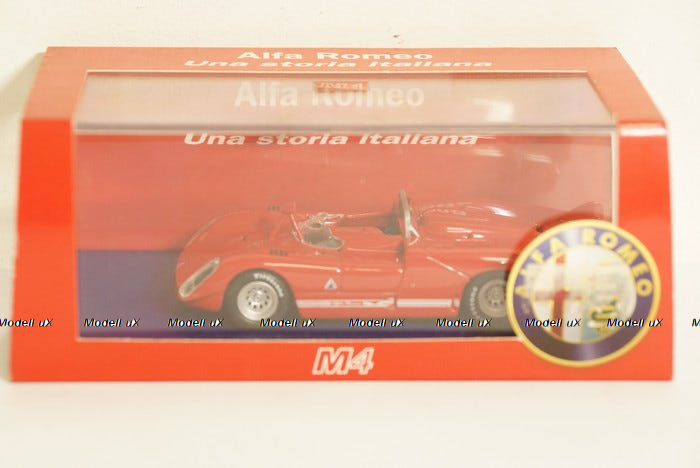 Alfa Romeo
Una storia italiana
M4
Alfa Romeo
Una storia italiana
ALFA ROMEO
Modell uX Modell uX Modell uX Modell uX Modell uX Modell uX Modell uX Modell uX M
M4